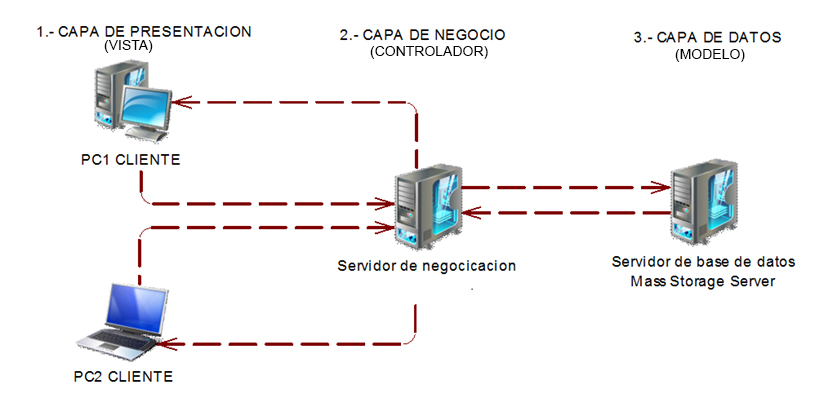 1.- CAPA DE PRESENTACION
(VISTA)
2.- CAPA DE NEGOCIO
(CONTROLADOR)
3.- CAPA DE DATOS
(MODELO)
PC1 CLIENTE
Servidor de negocicacion
Servidor de base de datos
Mass Storage Server
PC2 CLIENTE